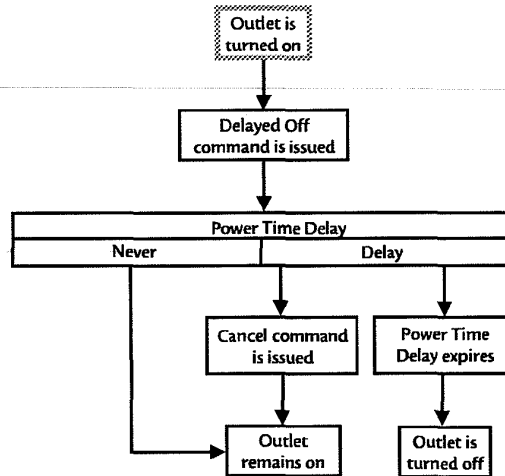 Outlet is
turned on
Delayed Off
command is issued
Power Time Delay
Never
Delay
Cancel command
is issued
Power Time
Delay expires
Outlet
remains on
Outlet is
turned off